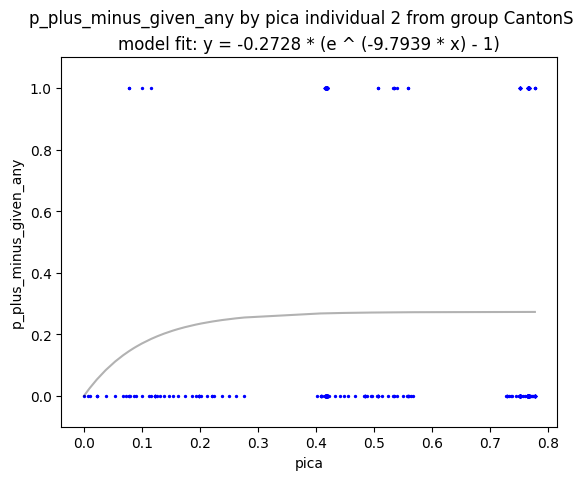 p_plus_minus_given_any by pica individual 2 from group CantonS
model fit: y = -0.2728 * (e ^ (-9.7939 * x) - 1)
p_plus_minus_given_any
1.0
0.8
0.6
0.4
0.2
0.0
0.0 0.1 0.2 0.3 0.4 0.5 0.6 0.7 0.8
pica